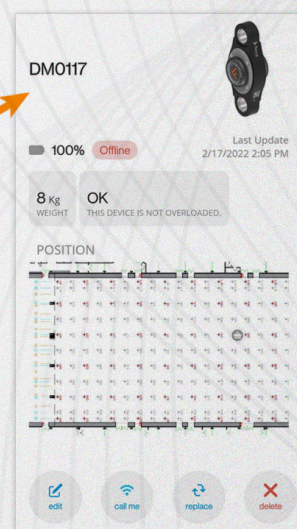 DM0117
100% Offline
Last Update
2/17/2022 2:05 PM
8 Kg
WEIGHT
OK
THIS DEVICE IS NOT OVERLOADED.
POSITION
edit
call me
replace
delete